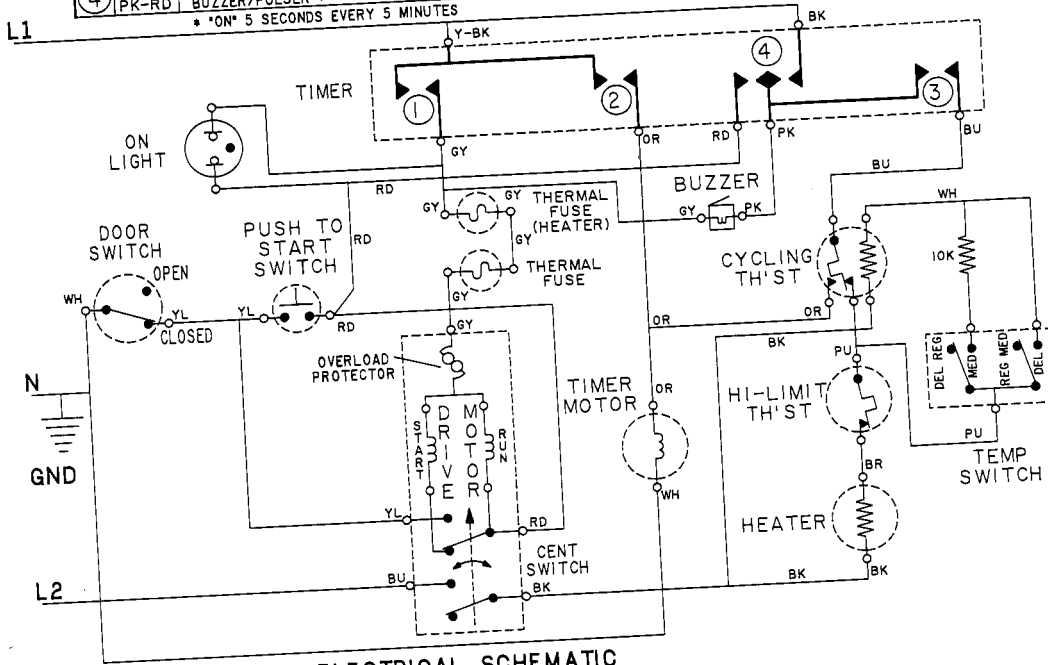 4 PK-RD
* "ON" 5 SECONDS EVERY 5 MINUTES
L1
Y-BK
BK
TIMER
1
2
4
3
ON
LIGHT
GY
OR
RD
PK
BU
BU
RD
BUZZER
GY
PK
GY
GY
THERMAL
FUSE
(HEATER)
GY
THERMAL
FUSE
GY
GY
WH
DOOR
SWITCH
OPEN
WH
YL
CLOSED
PUSH TO
START
SWITCH
RD
YL
RD
CYCLING
TH'ST
10K
OR
OR
BK
PU
OVERLOAD
PROTECTOR
N
GND
TIMER
MOTOR
OR
WH
HI-LIMIT
TH'ST
DEL REG
MED
REG MED
DEL
PU
TEMP
SWITCH
START
DRIVE
MOTOR
RUN
BR
HEATER
YL
RD
CENT
SWITCH
L2
BU
BK
BK
BK
ELECTRICAL SCHEMATIC